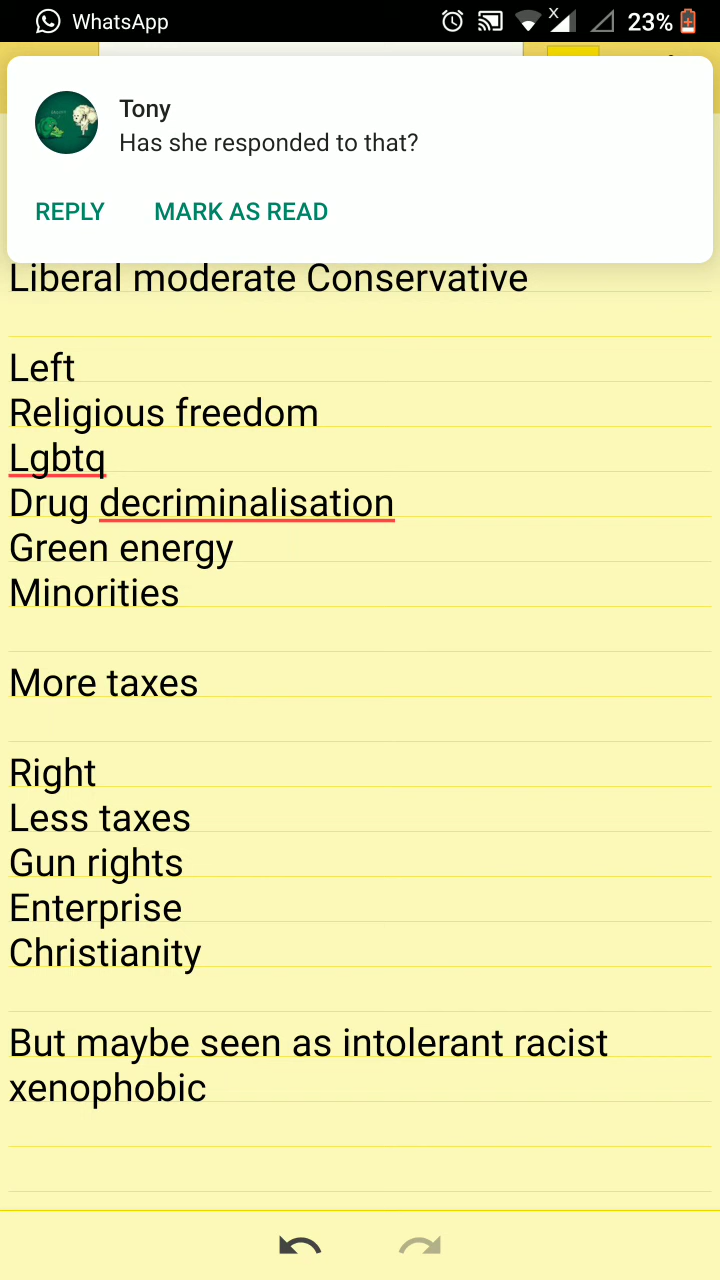 WhatsApp 23%
Tony
Has she responded to that?
REPLY MARK AS READ
Liberal moderate Conservative
Left
Religious freedom
Lgbtq
Drug decriminalisation
Green energy
Minorities
More taxes
Right
Less taxes
Gun rights
Enterprise
Christianity
But maybe seen as intolerant racist
xenophobic